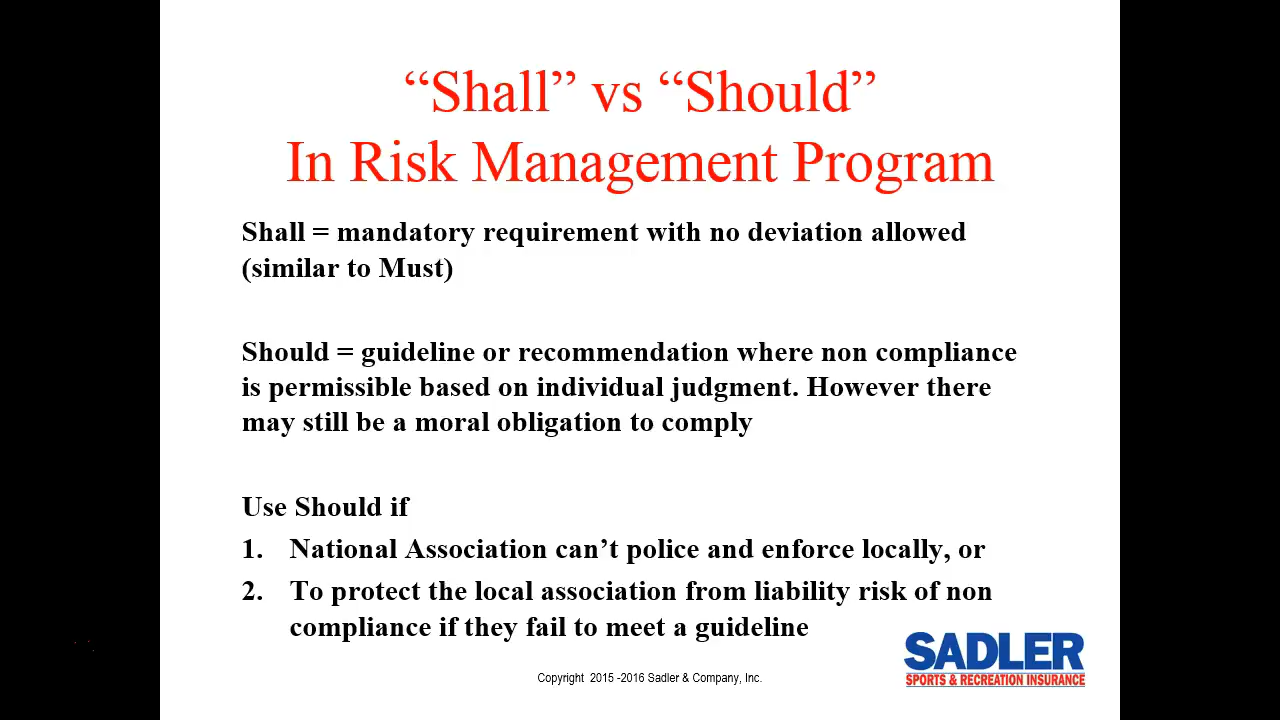 “Shall” vs “Should”
In Risk Management Program
Shall = mandatory requirement with no deviation allowed
(similar to Must)
Should = guideline or recommendation where non compliance
is permissible based on individual judgment. However there
may still be a moral obligation to comply
Use Should if
1. National Association can’t police and enforce locally, or
2. To protect the local association from liability risk of non
compliance if they fail to meet a guideline
SADLER
SPORTS & RECREATION INSURANCE
Copyright 2015 -2016 Sadler & Company, Inc.